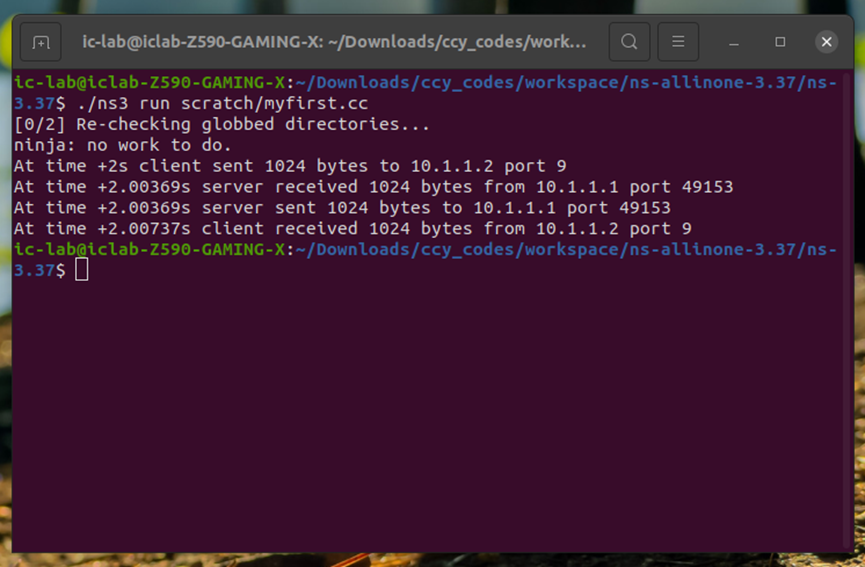 ic-lab@iclab-Z590-GAMING-X: ~/Downloads/ccy_codes/work...
ic-lab@iclab-Z590-GAMING-X:~/Downloads/ccy_codes/workspace/ns-allinone-3.37/ns-
3.37$ ./ns3 run scratch/myfirst.cc
[0/2] Re-checking globbed directories...
ninja: no work to do.
At time +2s client sent 1024 bytes to 10.1.1.2 port 9
At time +2.00369s server received 1024 bytes from 10.1.1.1 port 49153
At time +2.00369s server sent 1024 bytes to 10.1.1.1 port 49153
At time +2.00737s client received 1024 bytes from 10.1.1.2 port 9
ic-lab@iclab-Z590-GAMING-X:~/Downloads/ccy_codes/workspace/ns-allinone-3.37/ns-
3.37$